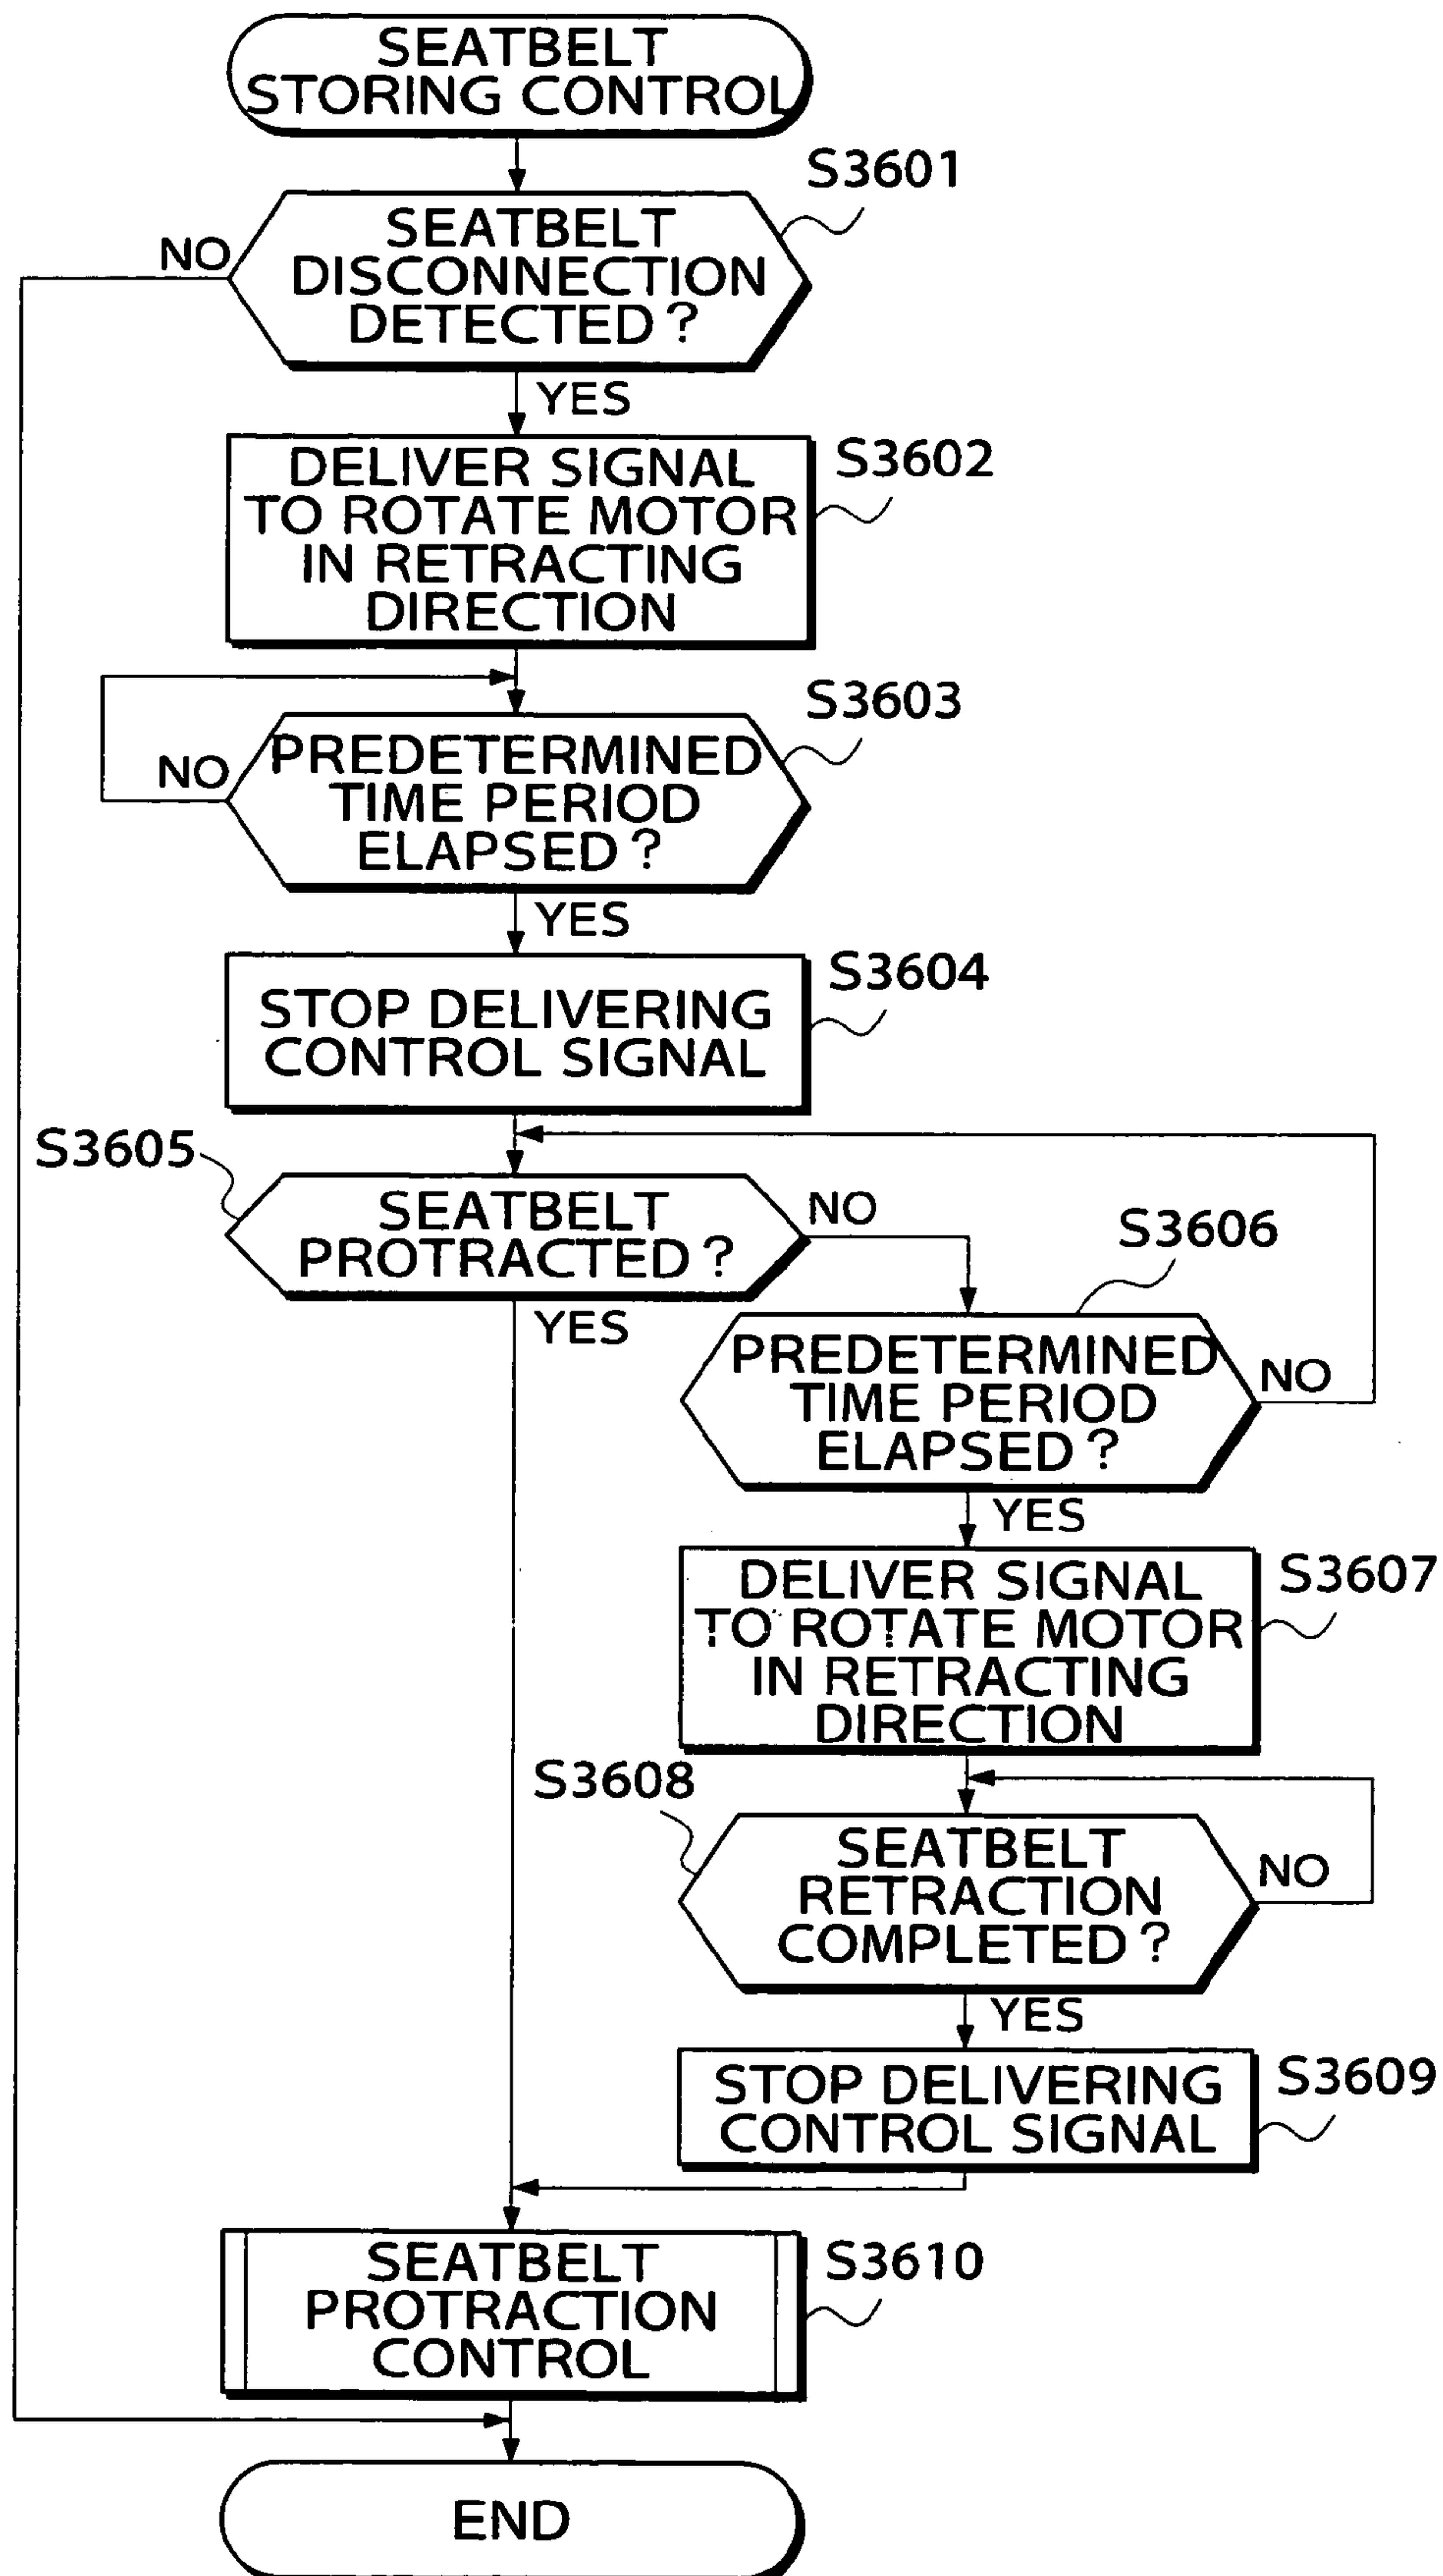 SEATBELT
STORING CONTROL
S3601
SEATBELT
DISCONNECTION
DETECTED?
NO
YES
S3602
DELIVER SIGNAL
TO ROTATE MOTOR
IN RETRACTING
DIRECTION
S3603
PREDETERMINED
TIME PERIOD
ELAPSED?
NO
YES
S3604
STOP DELIVERING
CONTROL SIGNAL
S3605
SEATBELT
PROTRACTED?
NO
YES
S3606
PREDETERMINED
TIME PERIOD
ELAPSED?
NO
YES
S3607
DELIVER SIGNAL
TO ROTATE MOTOR
IN RETRACTING
DIRECTION
S3608
SEATBELT
RETRACTION
COMPLETED?
NO
YES
S3609
STOP DELIVERING
CONTROL SIGNAL
S3610
SEATBELT
PROTRACTION
CONTROL
END